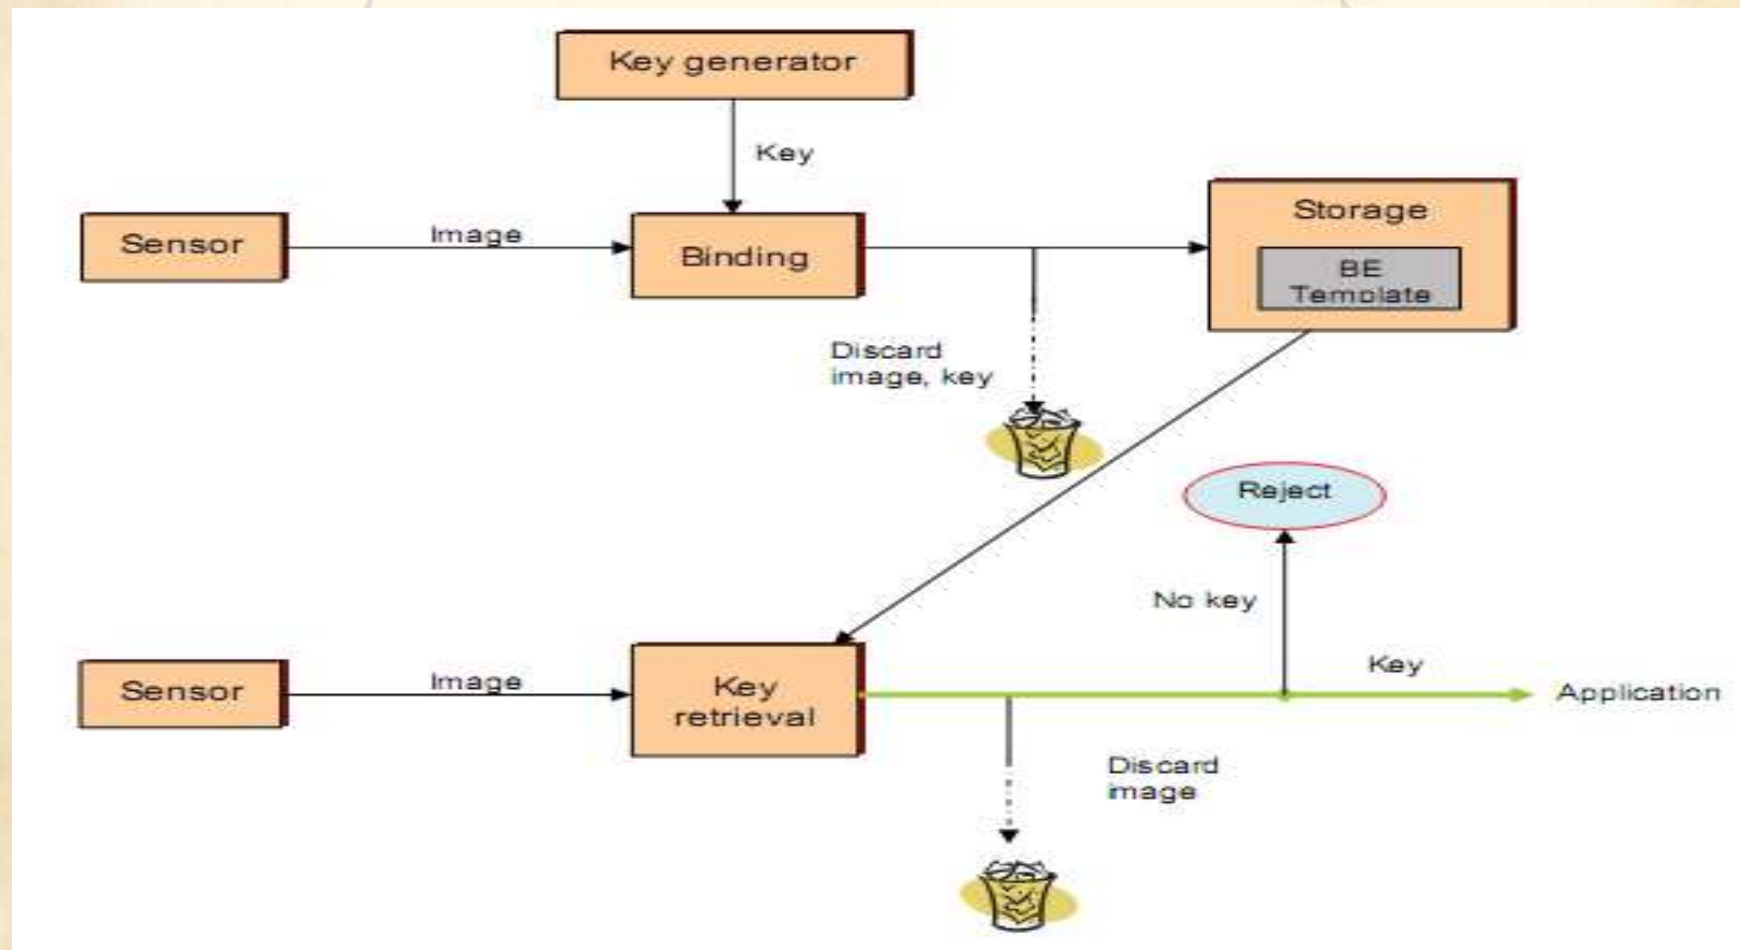 Key generator
Key
Sensor
Image
Binding
Storage
BE
Template
Discard
image, key
Reject
No key
Sensor
Image
Key
retrieval
Key
Application
Discard
image